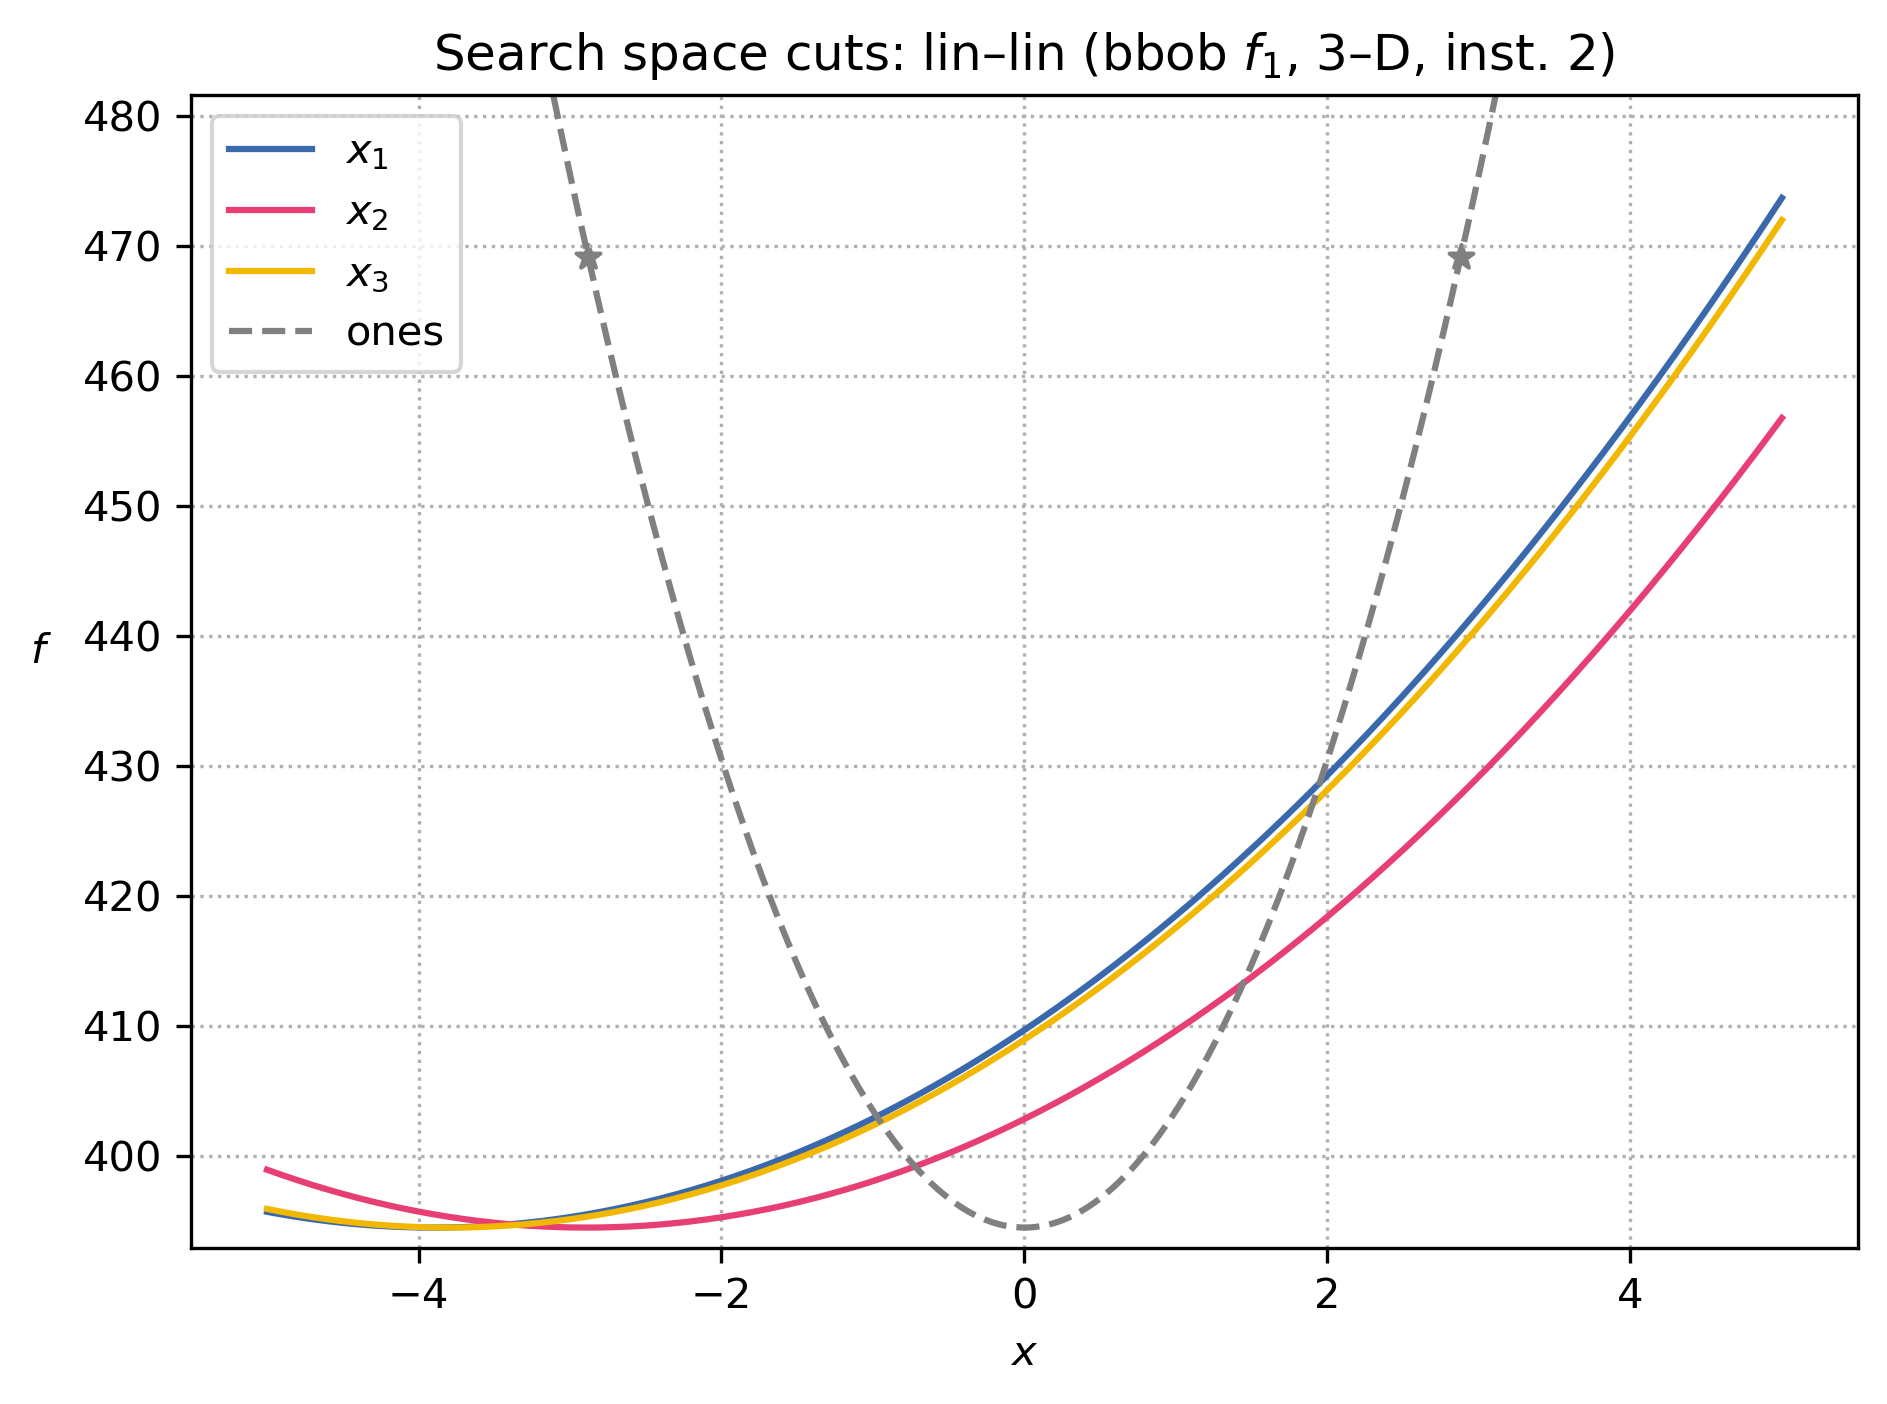 Search space cuts: lin–lin (bbob f₁, 3–D, inst. 2)
480
470
460
450
440
430
420
410
400
f
x₁
x₂
x₃
ones
−4
−2
0
2
4
x